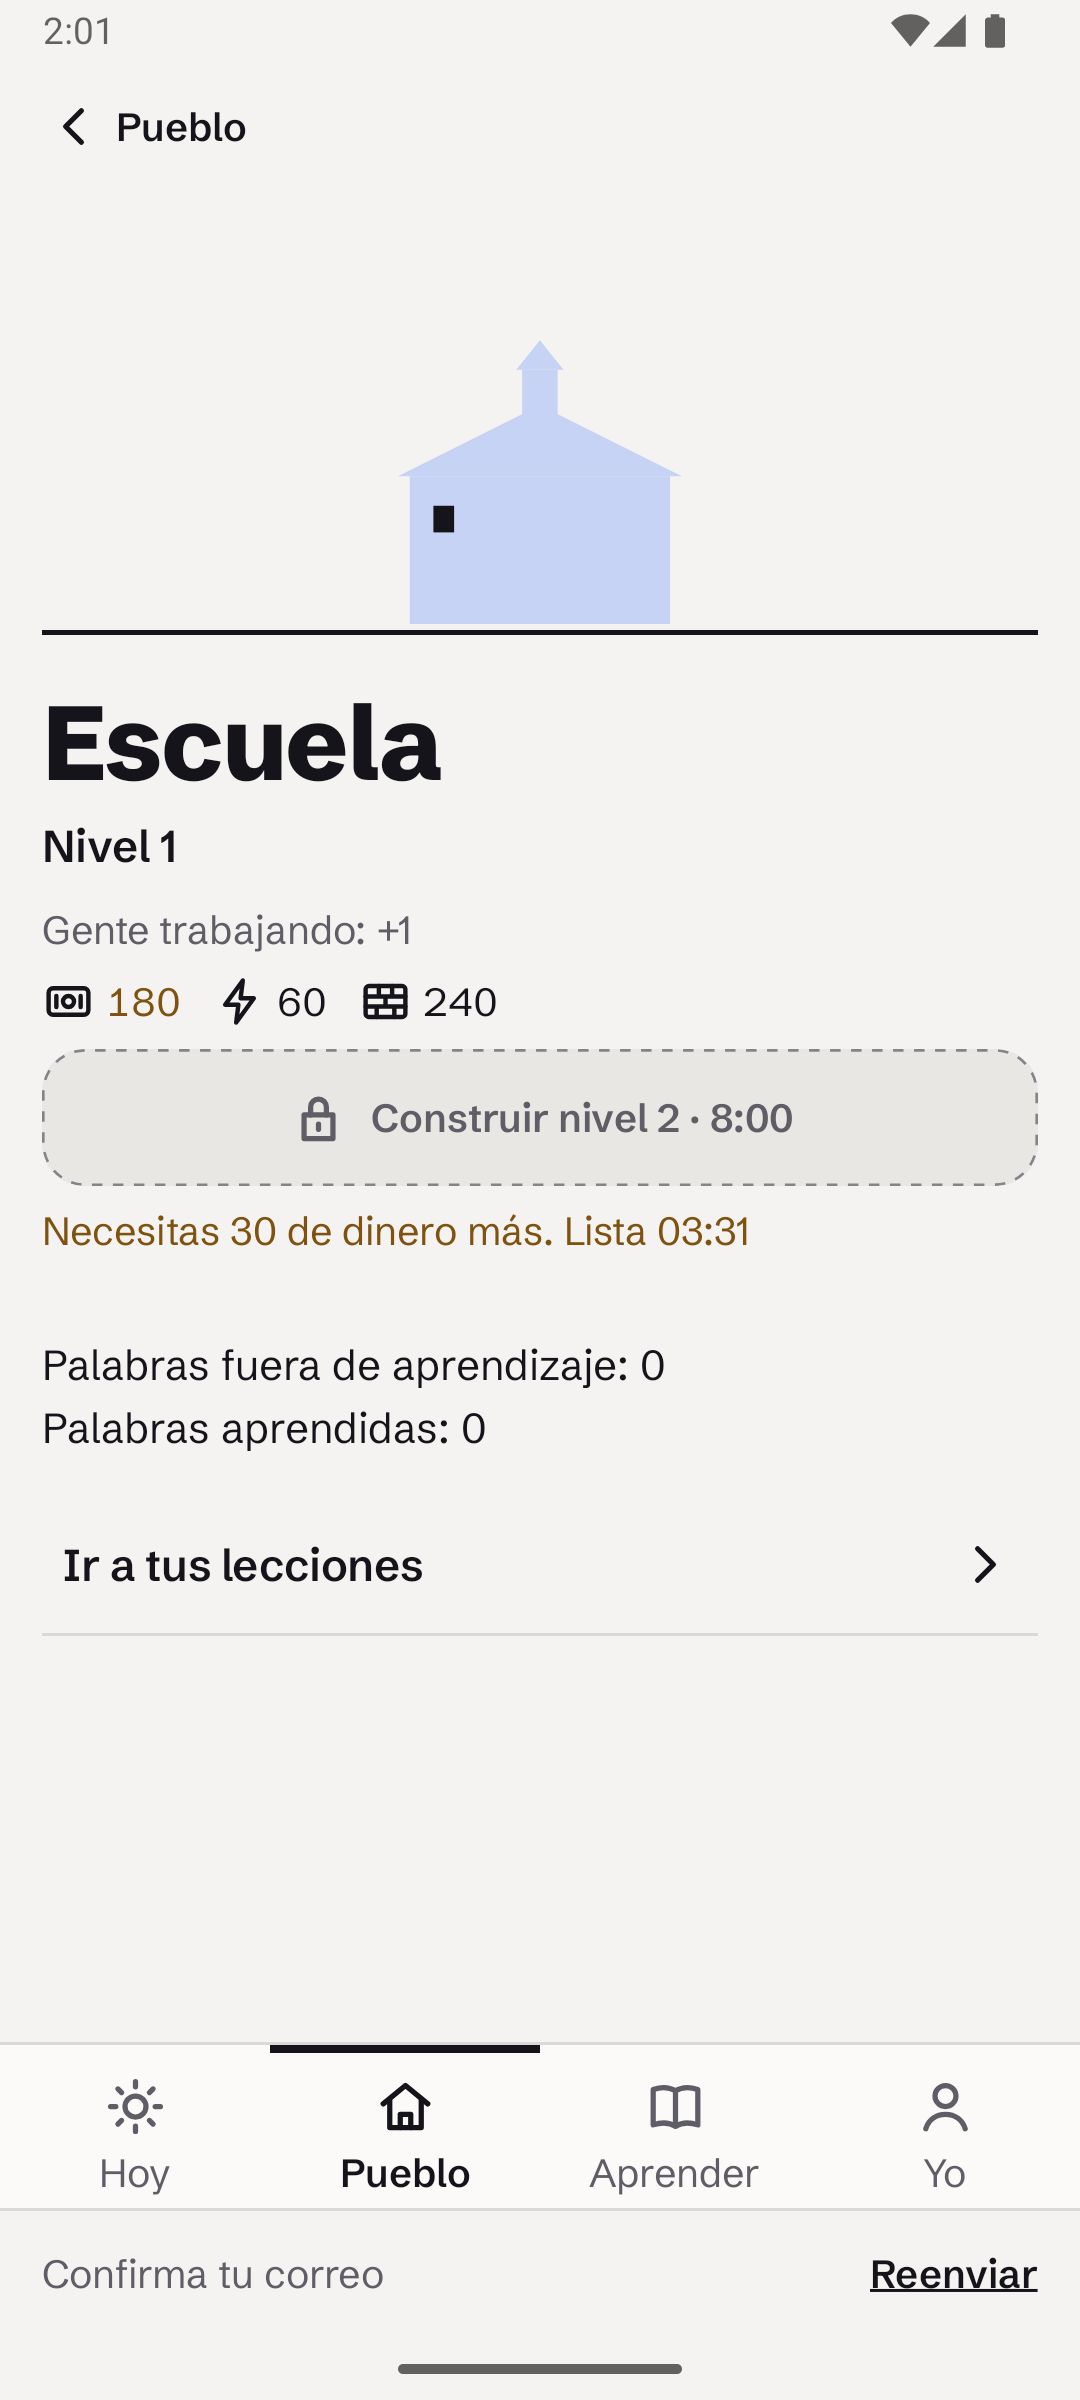 2:01
Pueblo
Escuela
Nivel 1
Gente trabajando: +1
180 60 240
Construir nivel 2 · 8:00
Necesitas 30 de dinero más. Lista 03:31
Palabras fuera de aprendizaje: 0
Palabras aprendidas: 0
Ir a tus lecciones
Hoy Pueblo Aprender Yo
Confirma tu correo Reenviar